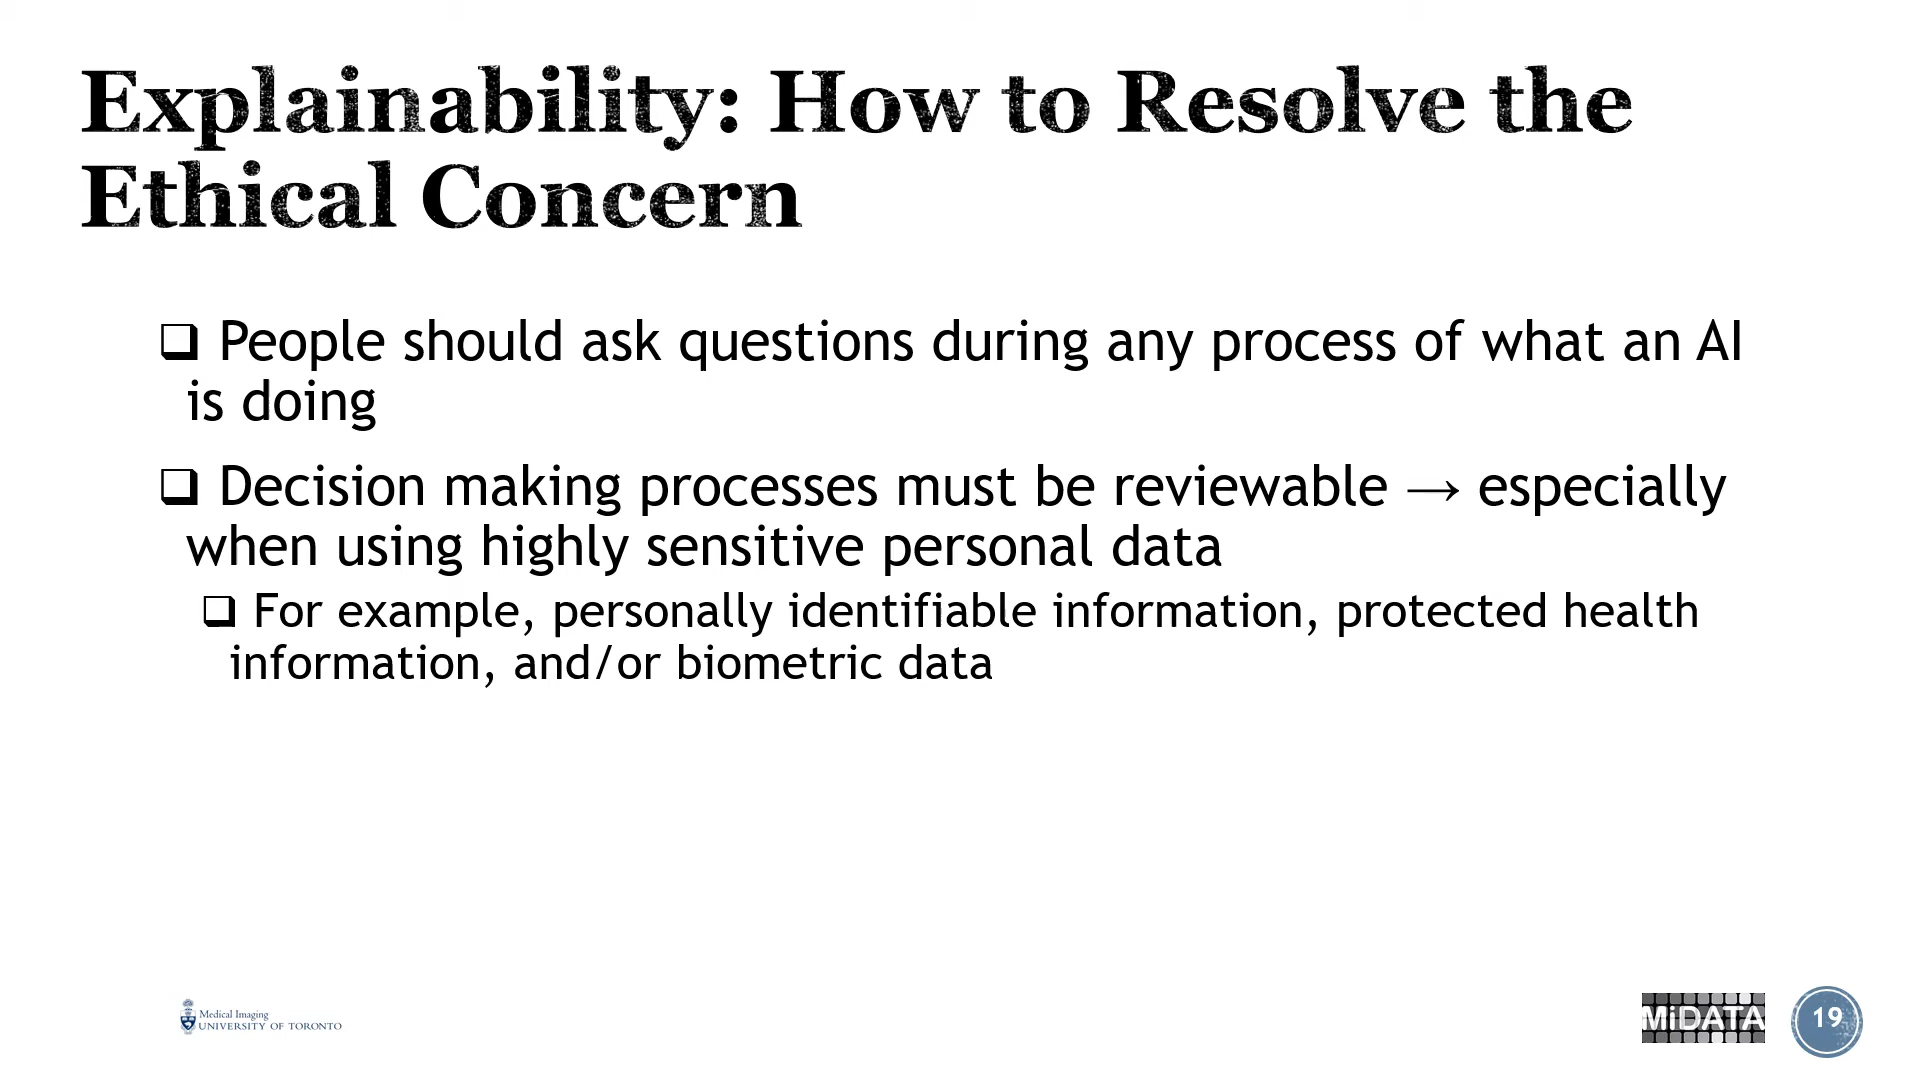 Explainability: How to Resolve the
Ethical Concern
❑ People should ask questions during any process of what an AI
is doing
❑ Decision making processes must be reviewable → especially
when using highly sensitive personal data
❑ For example, personally identifiable information, protected health
information, and/or biometric data
Medical Imaging
UNIVERSITY OF TORONTO
MiDATA
19